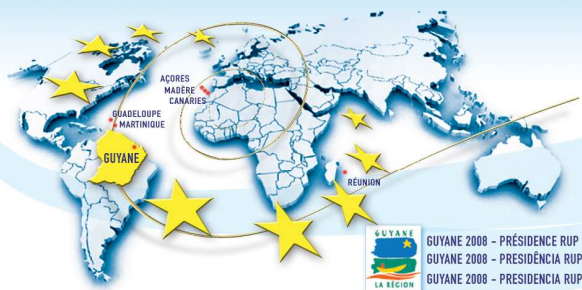 AÇORES
MADÈRE
CANARIES
GUADELOUPE
MARTINIQUE
GUYANE
RÉUNION
GUYANE
LA RÉGION
GUYANE 2008 - PRÉSIDENCE RUP
GUYANE 2008 - PRESIDÊNCIA RUP
GUYANE 2008 - PRESIDENCIA RUP